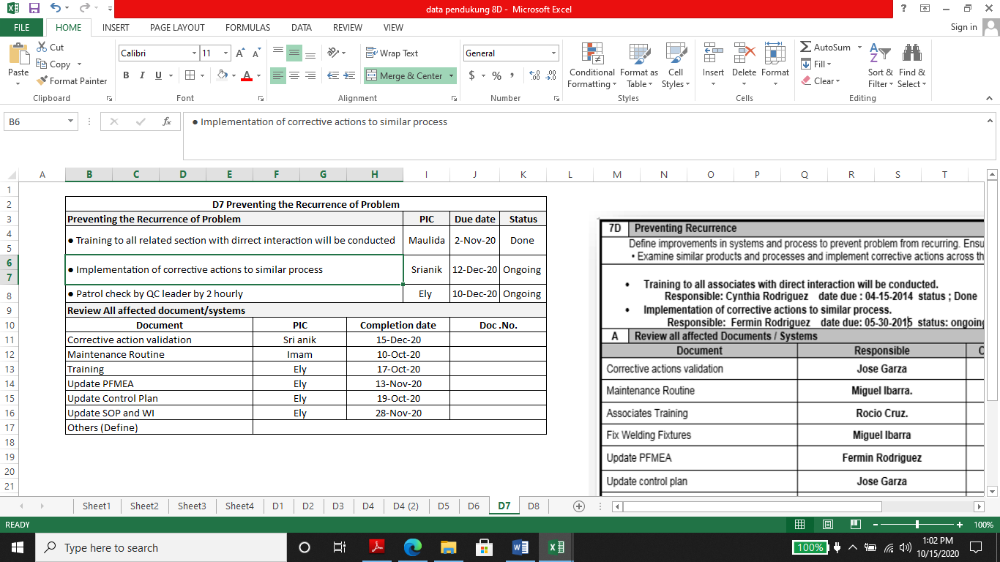 data pendukung 8D - Microsoft Excel
FILE HOME INSERT PAGE LAYOUT FORMULAS DATA REVIEW VIEW Sign in
Paste
Cut
Copy
Format Painter
Clipboard
Calibri 11
B I U
Font
Wrap Text
Merge & Center
Alignment
General
$ % ,
Number
Conditional Formatting
Format as Table
Cell Styles
Styles
Insert Delete Format
Cells
AutoSum
Fill
Clear
Sort & Filter
Find & Select
Editing
B6 fx ● Implementation of corrective actions to similar process
A B C D E F G H I J K L M N O P Q R S T
1
2 D7 Preventing the Recurrence of Problem
3 Preventing the Recurrence of Problem PIC Due date Status
4
5 ● Training to all related section with dirrect interaction will be conducted Maulida 2-Nov-20 Done
6
7 ● Implementation of corrective actions to similar process Srianik 12-Dec-20 Ongoing
8 ● Patrol check by QC leader by 2 hourly Ely 10-Dec-20 Ongoing
9 Review All affected document/systems
10 Document PIC Completion date Doc .No.
11 Corrective action validation Sri anik 15-Dec-20
12 Maintenance Routine Imam 10-Oct-20
13 Training Ely 17-Oct-20
14 Update PFMEA Ely 13-Nov-20
15 Update Control Plan Ely 19-Oct-20
16 Update SOP and WI Ely 28-Nov-20
17 Others (Define)
18
19
20
21
7D Preventing Recurrence
Define improvements in systems and process to prevent problem from recurring. Ensu
• Examine similar products and processes and implement corrective actions across th
• Training to all associates with direct interaction will be conducted.
Responsible: Cynthia Rodriguez date due : 04-15-2014 status ; Done
• Implementation of corrective actions to similar process.
Responsible: Fermin Rodriguez date due: 05-30-2015 status: ongoing
A Review all affected Documents / Systems
Document Responsible C
Corrective actions validation Jose Garza
Maintenance Routine Miguel Ibarra.
Associates Training Rocio Cruz.
Fix Welding Fixtures Miguel Ibarra
Update PFMEA Fermin Rodriguez
Update control plan Jose Garza
Sheet1 Sheet2 Sheet3 Sheet4 D1 D2 D3 D4 D4 (2) D5 D6 D7 D8
READY 100%
Type here to search 100% 1:02 PM
10/15/2020